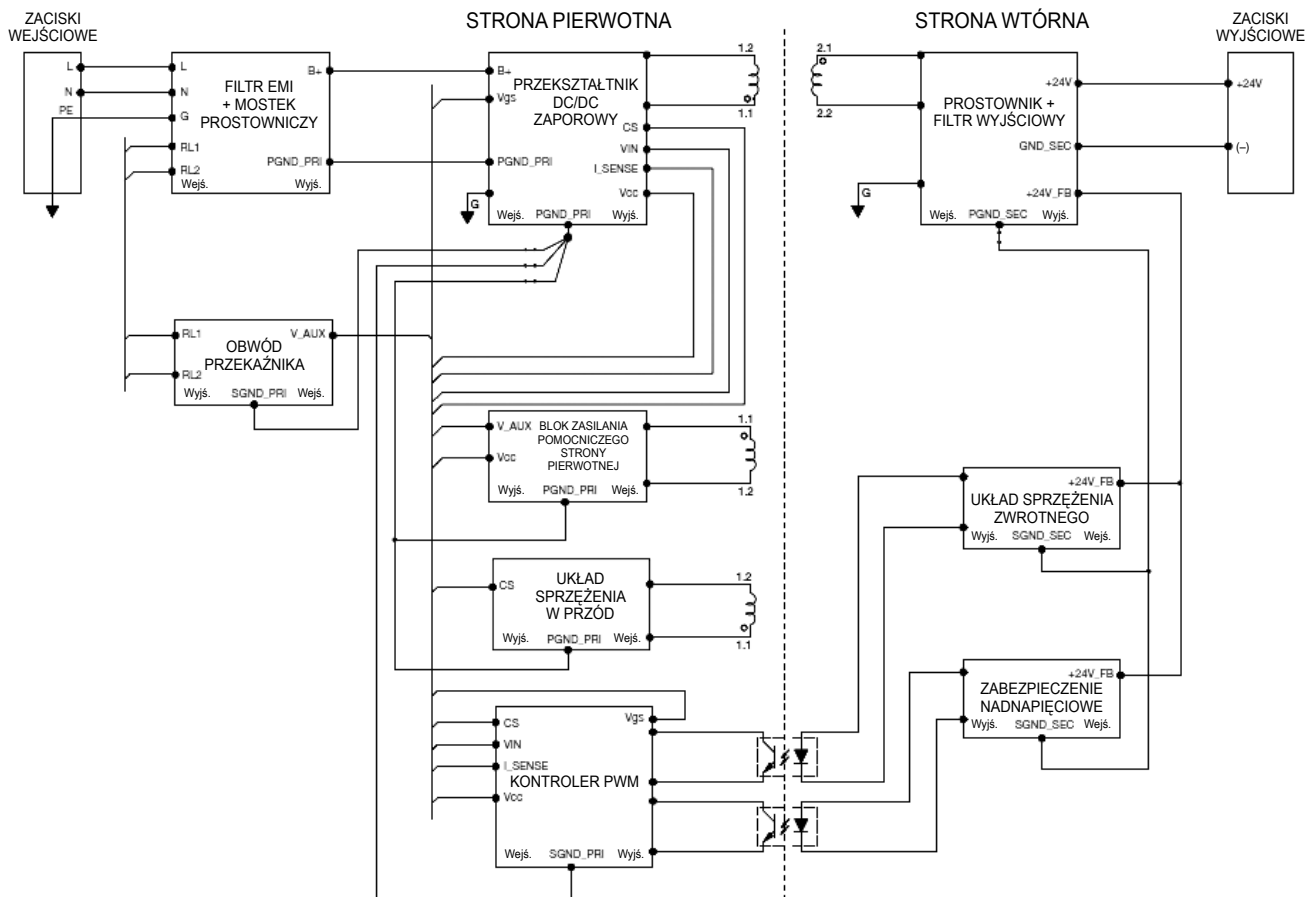 ZACISKI
WEJŚCIOWE
STRONA PIERWOTNA
STRONA WTÓRNA
ZACISKI
WYJŚCIOWE
L
N
PE
L
N
G
RL1
RL2
B+
PGND_PRI
FILTR EMI
+ MOSTEK
PROSTOWNICZY
Wejś.
Wyjś.
B+
Vgs
PGND_PRI
G
PRZEKSZTAŁTNIK
DC/DC
ZAPOROWY
CS
VIN
I_SENSE
Vcc
Wejś.
PGND_PRI
Wyjś.
1.2
1.1
2.1
2.2
PROSTOWNIK +
FILTR WYJŚCIOWY
+24V
GND_SEC
+24V_FB
G
Wejś.
PGND_SEC
Wyjś.
+24V
(–)
RL1
V_AUX
OBWÓD
PRZEKAŹNIKA
RL2
Wyjś.
SGND_PRI
Wejś.
V_AUX
Vcc
BLOK ZASILANIA
POMOCNICZEGO
STRONY
PIERWOTNEJ
Wyjś.
PGND_PRI
Wejś.
1.1
1.2
CS
UKŁAD
SPRZĘŻENIA
W PRZÓD
Wyjś.
PGND_PRI
Wejś.
1.2
1.1
+24V_FB
UKŁAD SPRZĘŻENIA
ZWROTNEGO
Wyjś.
SGND_SEC
Wejś.
+24V_FB
ZABEZPIECZENIE
NADNAPIĘCIOWE
Wyjś.
SGND_SEC
Wejś.
Vgs
CS
VIN
I_SENSE
Vcc
KONTROLER PWM
Wejś.
SGND_PRI
Wyjś.